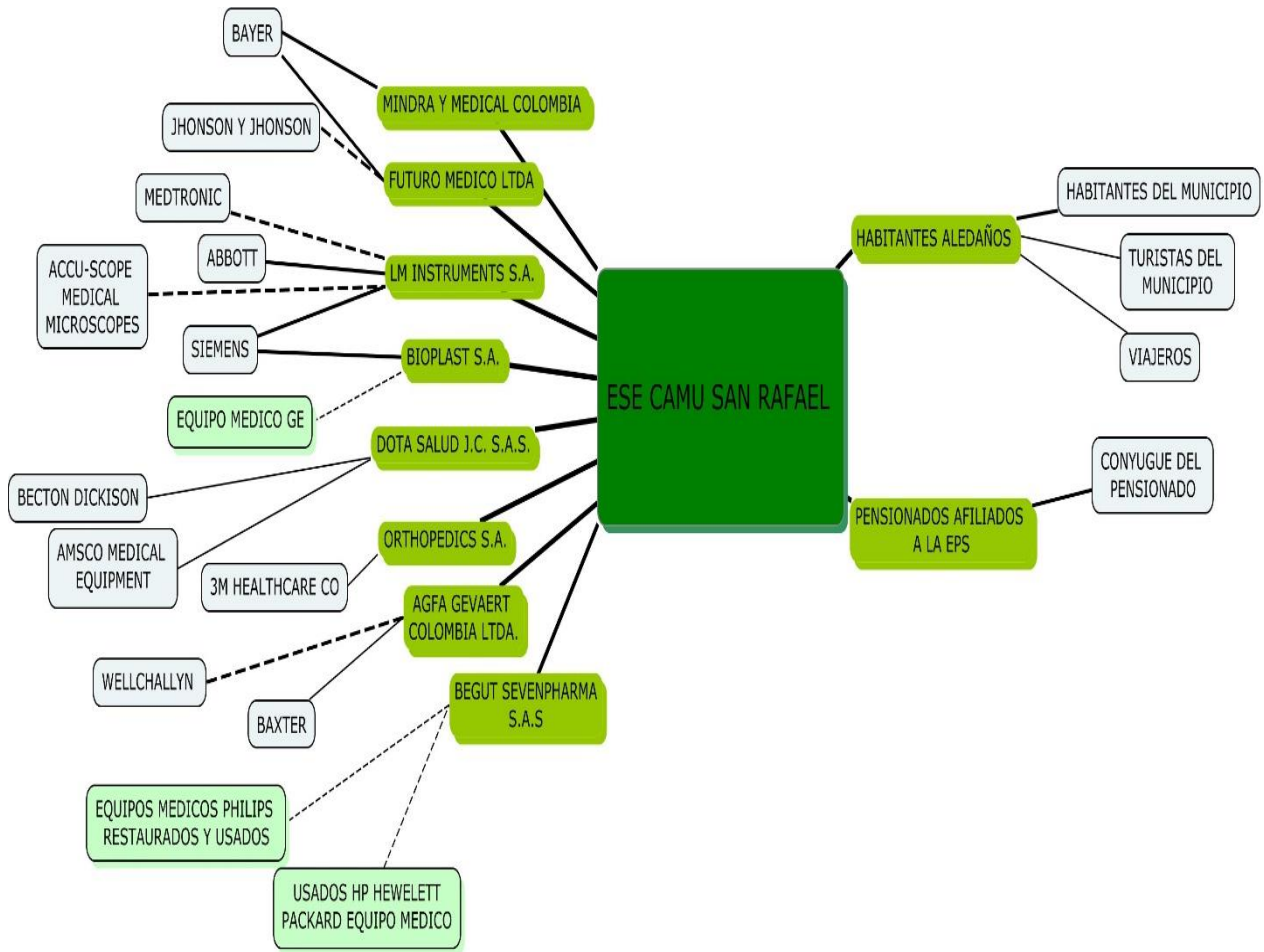 BAYER
MINDRA Y MEDICAL COLOMBIA
JHONSON Y JHONSON
FUTURO MEDICO LTDA
MEDTRONIC
ABBOTT
LM INSTRUMENTS S.A.
ACCU-SCOPE
MEDICAL
MICROSCOPES
SIEMENS
BIOPLAST S.A.
EQUIPO MEDICO GE
DOTA SALUD J.C. S.A.S.
BECTON DICKISON
AMSCO MEDICAL
EQUIPMENT
ORTHOPEDICS S.A.
3M HEALTHCARE CO
AGFA GEVAERT
COLOMBIA LTDA.
WELLCHALLYN
BAXTER
BEGUT SEVENPHARMA
S.A.S
EQUIPOS MEDICOS PHILIPS
RESTAURADOS Y USADOS
USADOS HP HEWELETT
PACKARD EQUIPO MEDICO
ESE CAMU SAN RAFAEL
HABITANTES ALEDAÑOS
HABITANTES DEL MUNICIPIO
TURISTAS DEL
MUNICIPIO
VIAJEROS
PENSIONADOS AFILIADOS
A LA EPS
CONYUGUE DEL
PENSIONADO